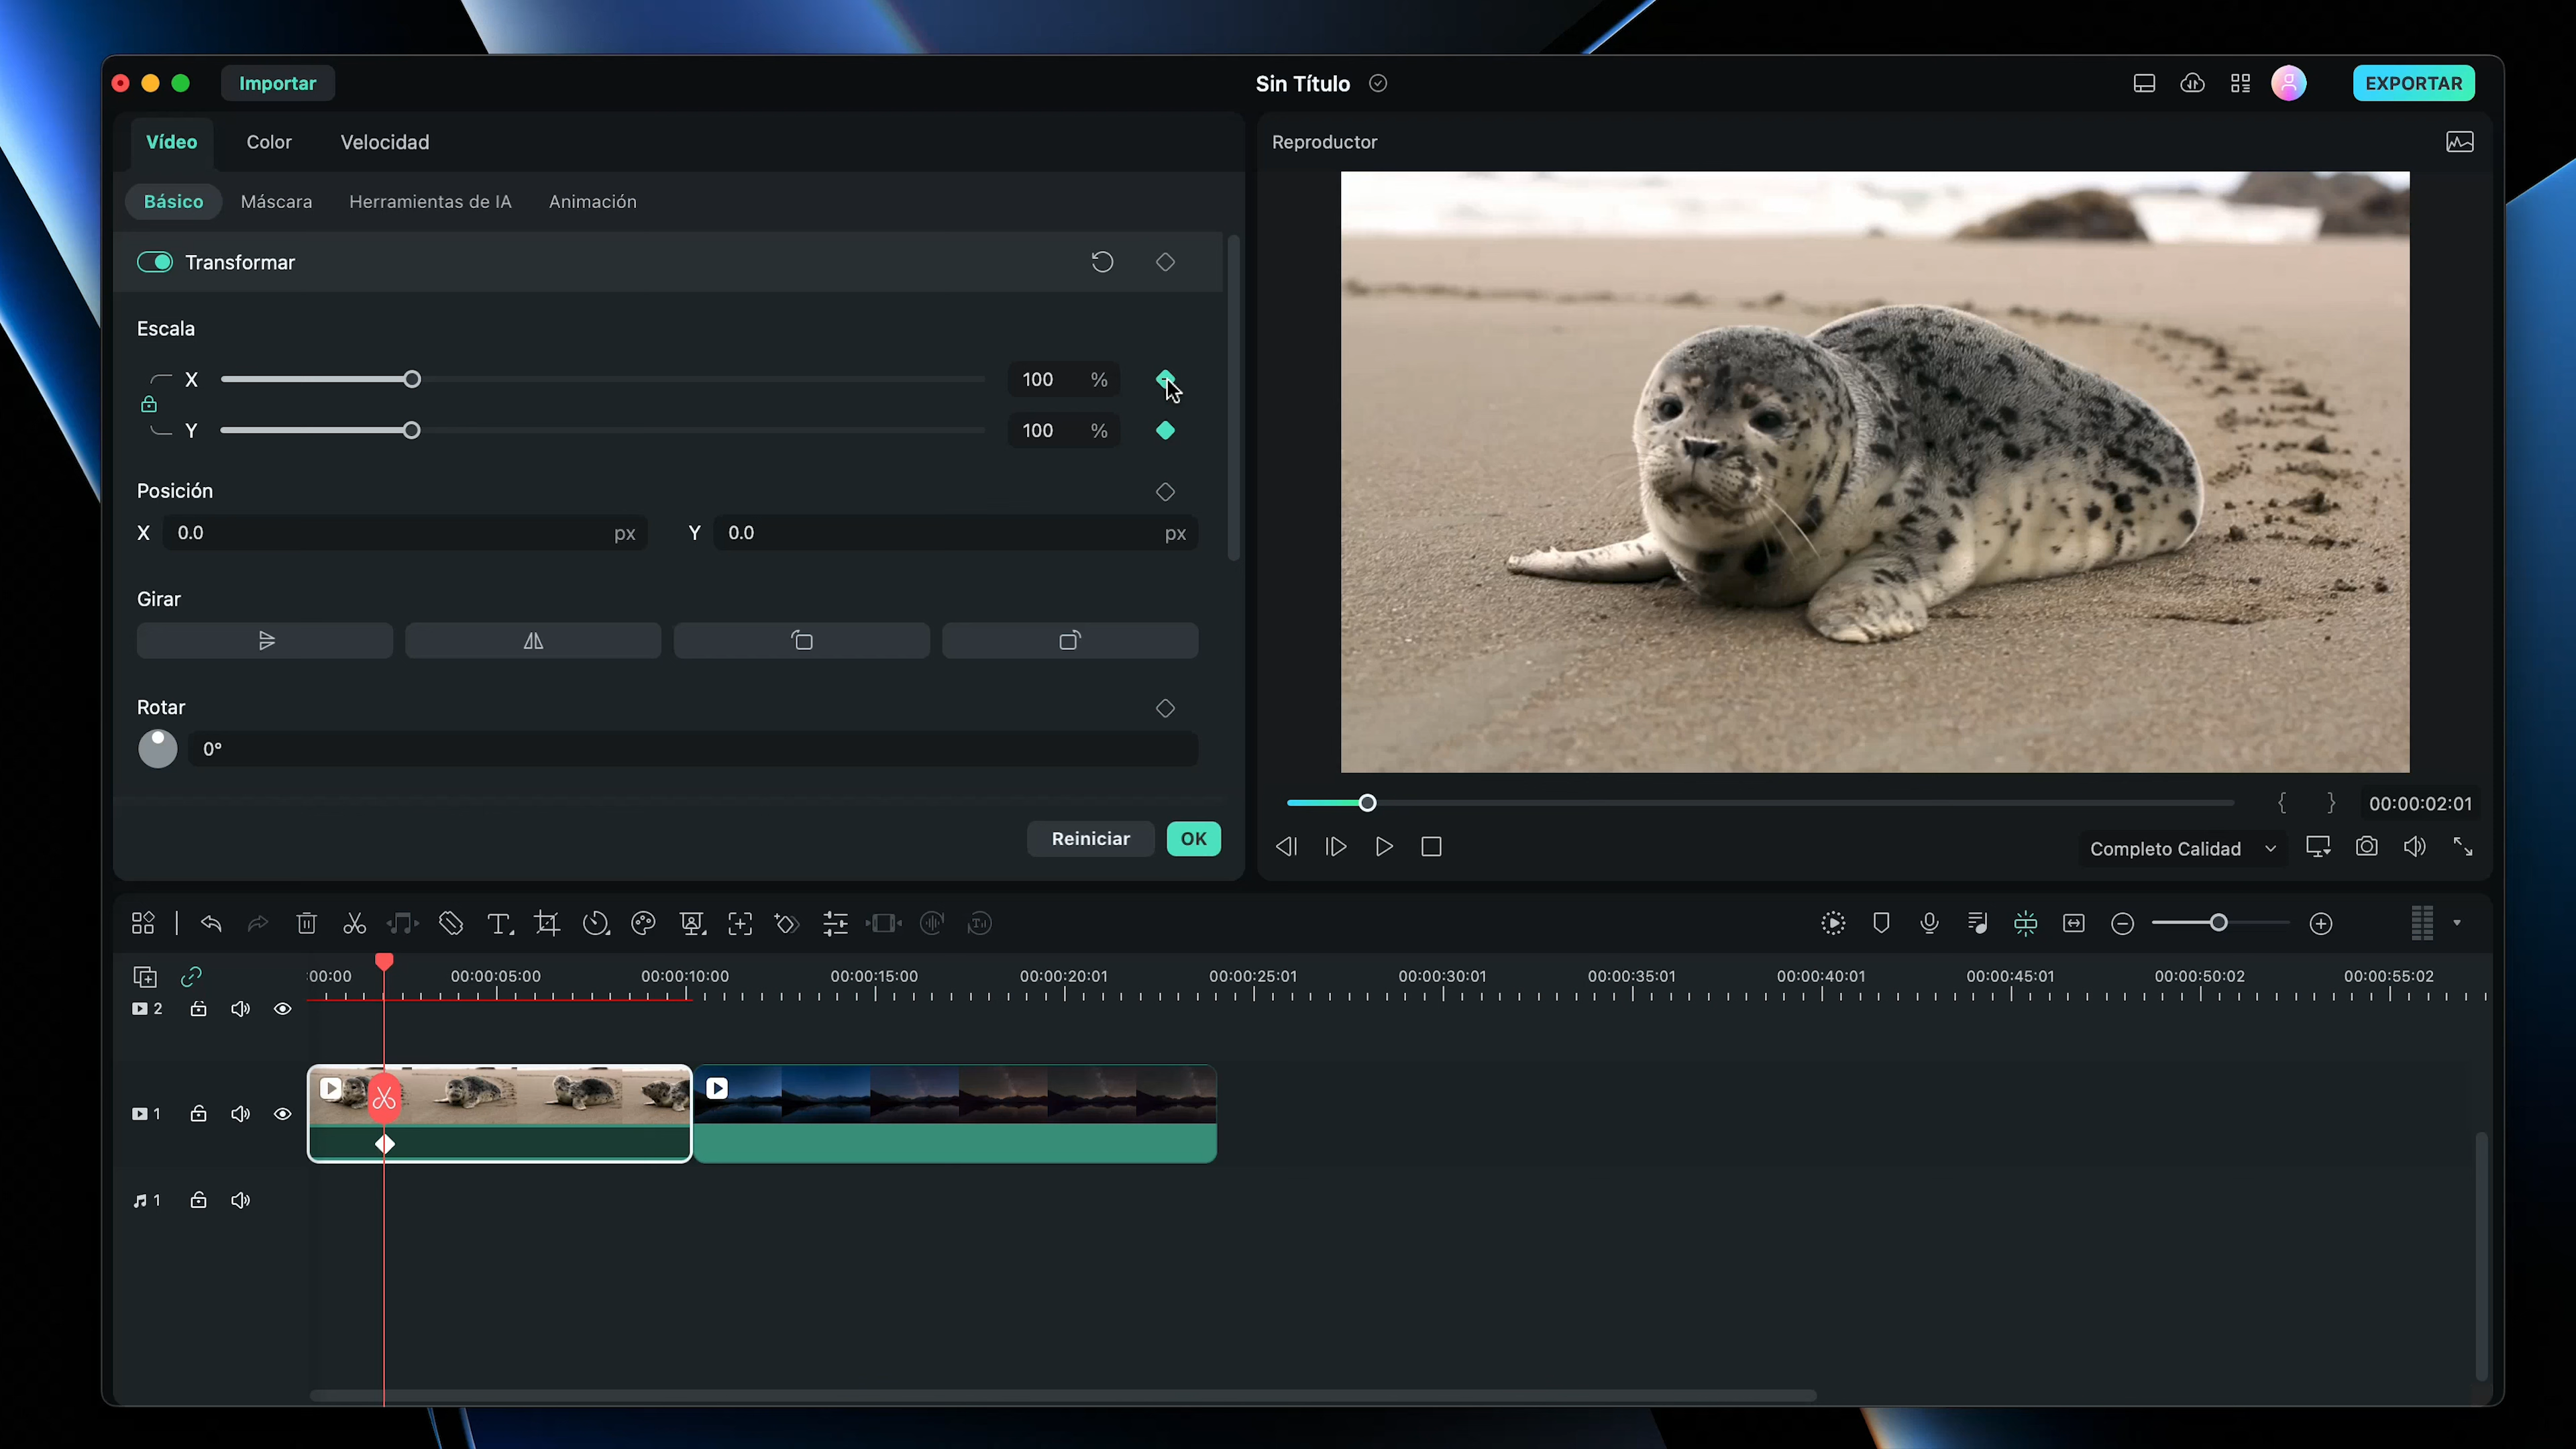 Importar
Sin Título
EXPORTAR
Vídeo Color Velocidad
Reproductor
Básico Máscara Herramientas de IA Animación
Transformar
Escala
X 100 %
Y 100 %
Posición
X 0.0 px Y 0.0 px
Girar
Rotar
0°
Reiniciar OK
{ } 00:00:02:01
Completo Calidad
:00:00 00:00:05:00 00:00:10:00 00:00:15:00 00:00:20:01 00:00:25:01 00:00:30:01 00:00:35:01 00:00:40:01 00:00:45:01 00:00:50:02 00:00:55:02
2
1
1